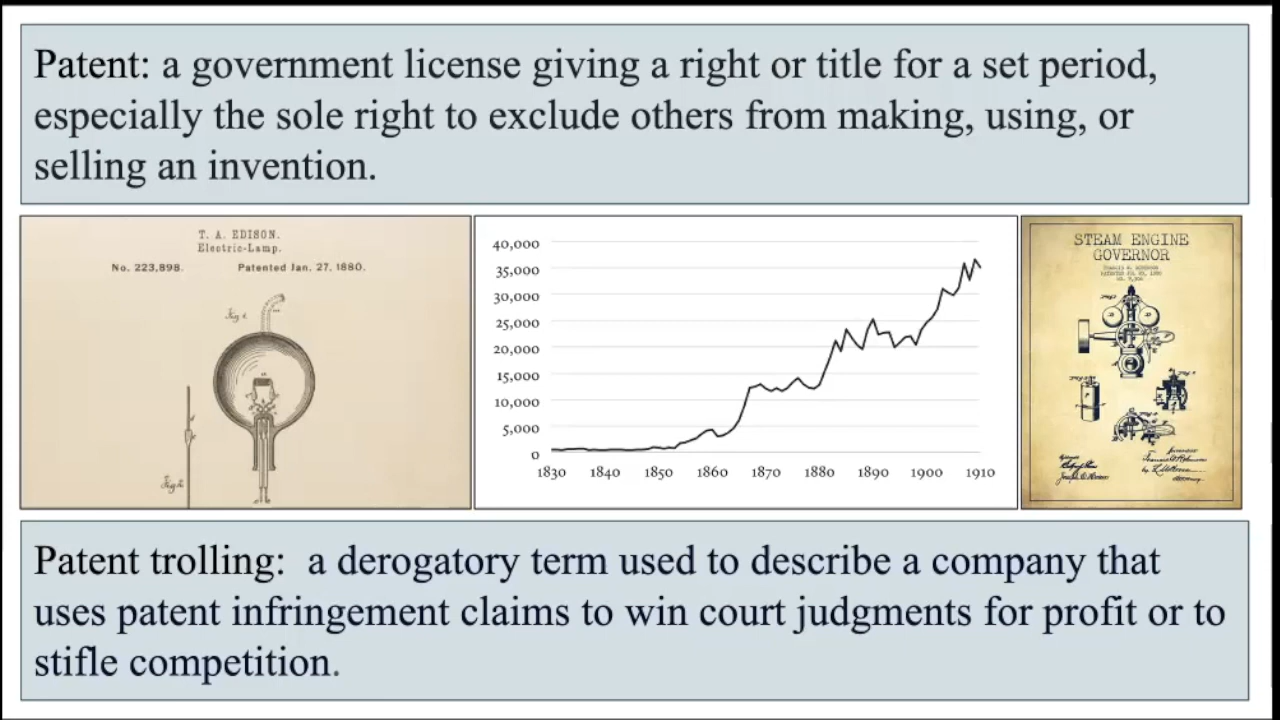 Patent: a government license giving a right or title for a set period,
especially the sole right to exclude others from making, using, or
selling an invention.
T. A. EDISON.
Electric-Lamp.
No. 223,898. Patented Jan. 27, 1880.
Fig 1.
Fig 2.
40,000
35,000
30,000
25,000
20,000
15,000
10,000
5,000
0
1830 1840 1850 1860 1870 1880 1890 1900 1910
STEAM ENGINE
GOVERNOR
Patent trolling: a derogatory term used to describe a company that
uses patent infringement claims to win court judgments for profit or to
stifle competition.